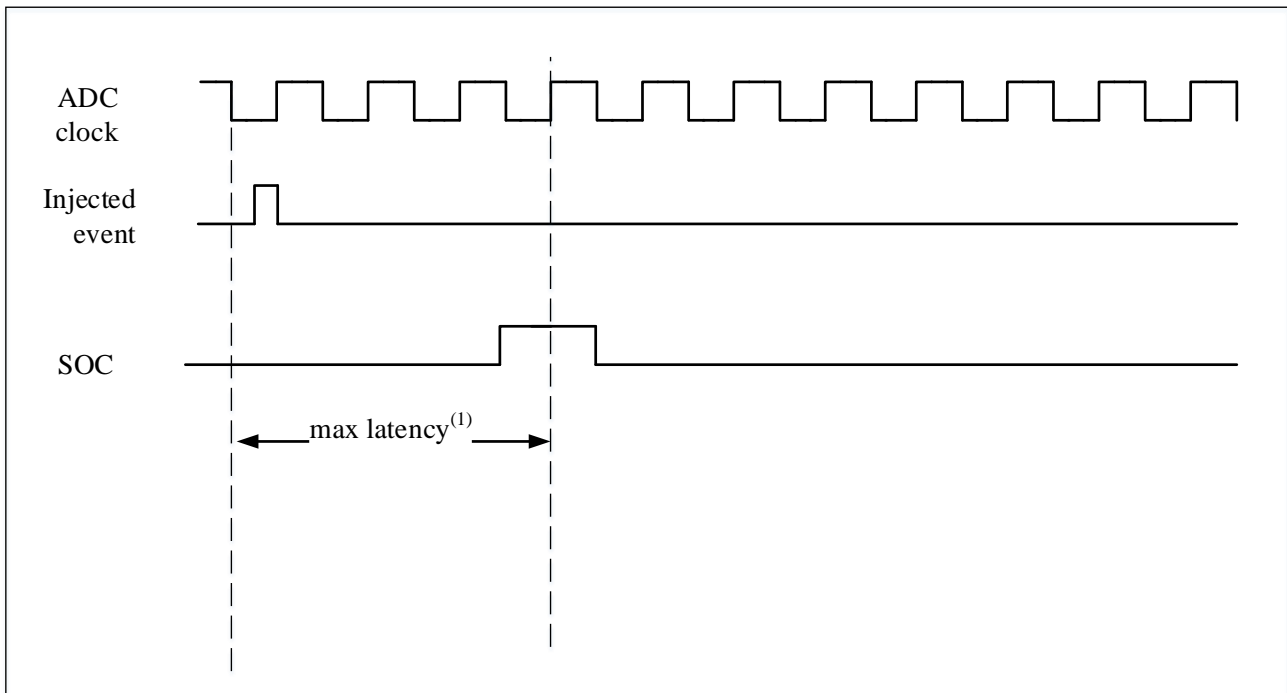 ADC
clock
Injected
event
SOC
max latency(1)